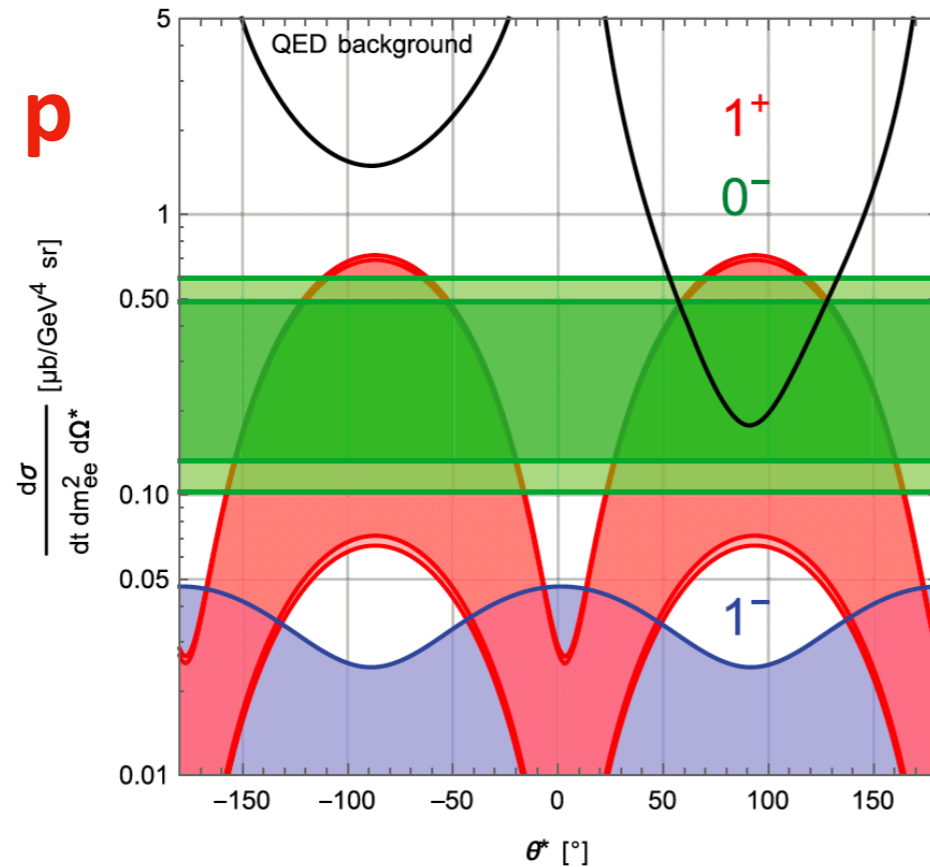 p
QED background
1⁺
0⁻
1⁻
5
1
0.50
0.10
0.05
0.01
dσ
dt dm²ee dΩ*
[μb/GeV⁴ sr]
−150 −100 −50 0 50 100 150
θ* [°]